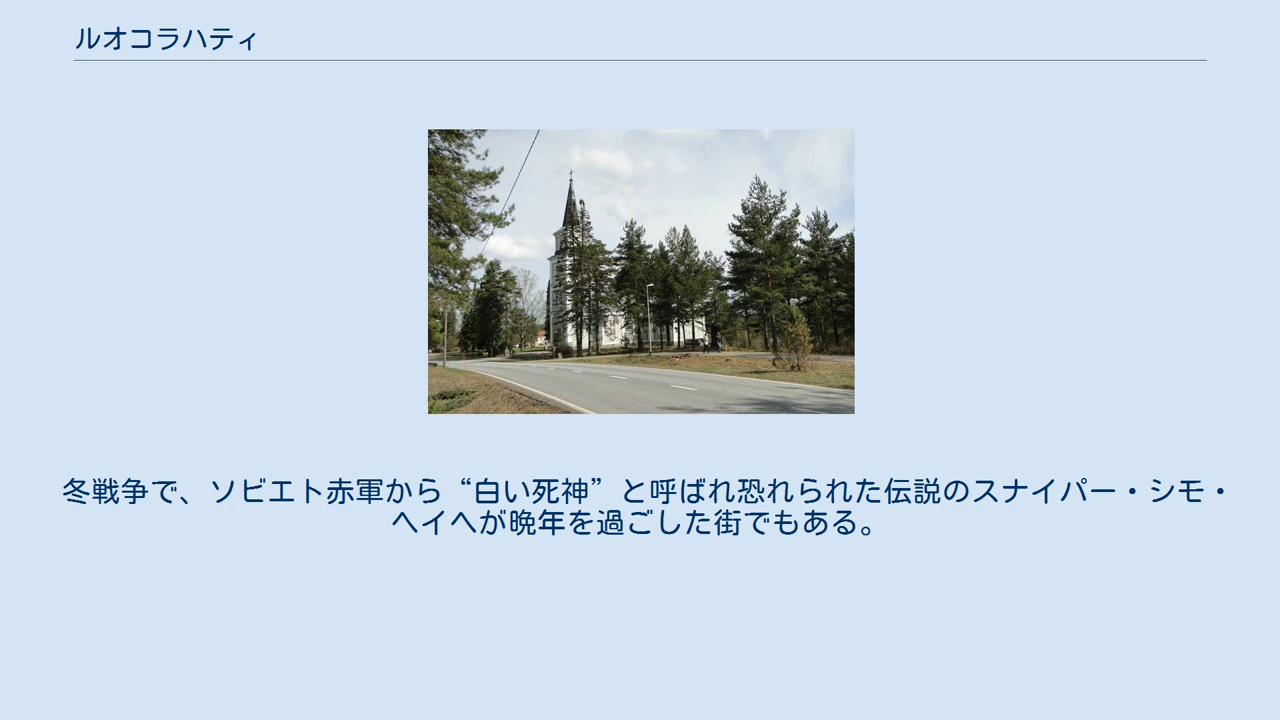 ルオコラハティ
冬戦争で、ソビエト赤軍から“白い死神”と呼ばれ恐れられた伝説のスナイパー・シモ・
ヘイヘが晩年を過ごした街でもある。